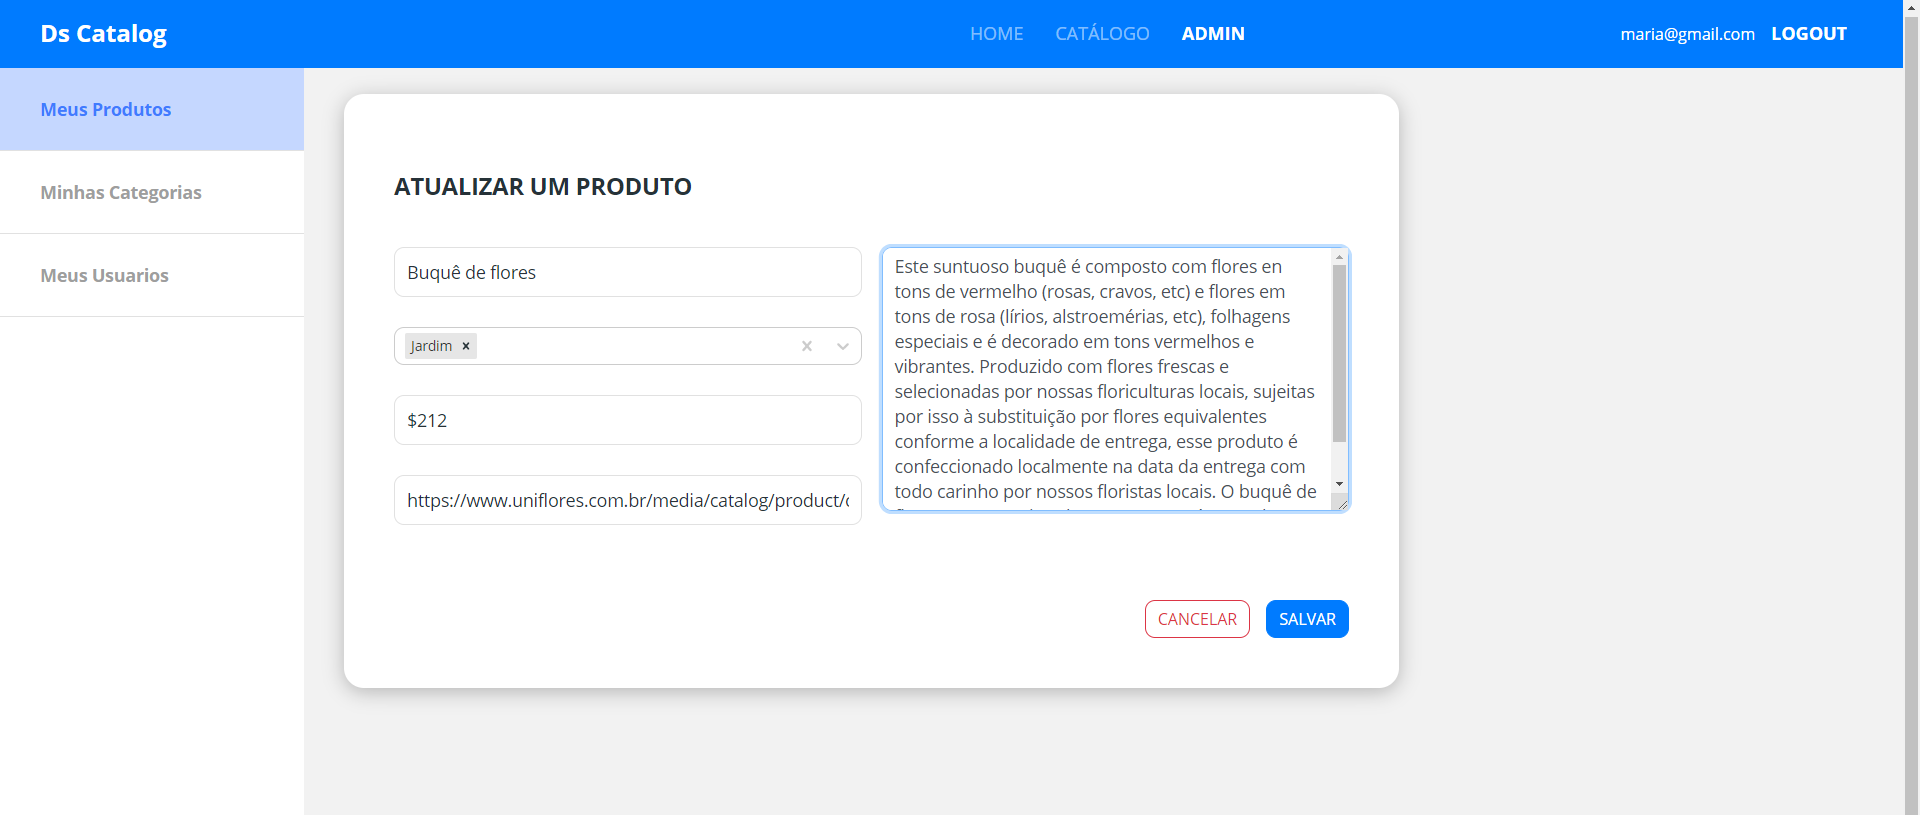 Ds Catalog
HOME
CATÁLOGO
ADMIN
maria@gmail.com
LOGOUT
Meus Produtos
Minhas Categorias
Meus Usuarios
ATUALIZAR UM PRODUTO
Buquê de flores
Jardim
$212
https://www.uniflores.com.br/media/catalog/product/
Este suntuoso buquê é composto com flores en
tons de vermelho (rosas, cravos, etc) e flores em
tons de rosa (lírios, alstroemérias, etc), folhagens
especiais e é decorado em tons vermelhos e
vibrantes. Produzido com flores frescas e
selecionadas por nossas floriculturas locais, sujeitas
por isso à substituição por flores equivalentes
conforme a localidade de entrega, esse produto é
confeccionado localmente na data da entrega com
todo carinho por nossos floristas locais. O buquê de
CANCELAR
SALVAR